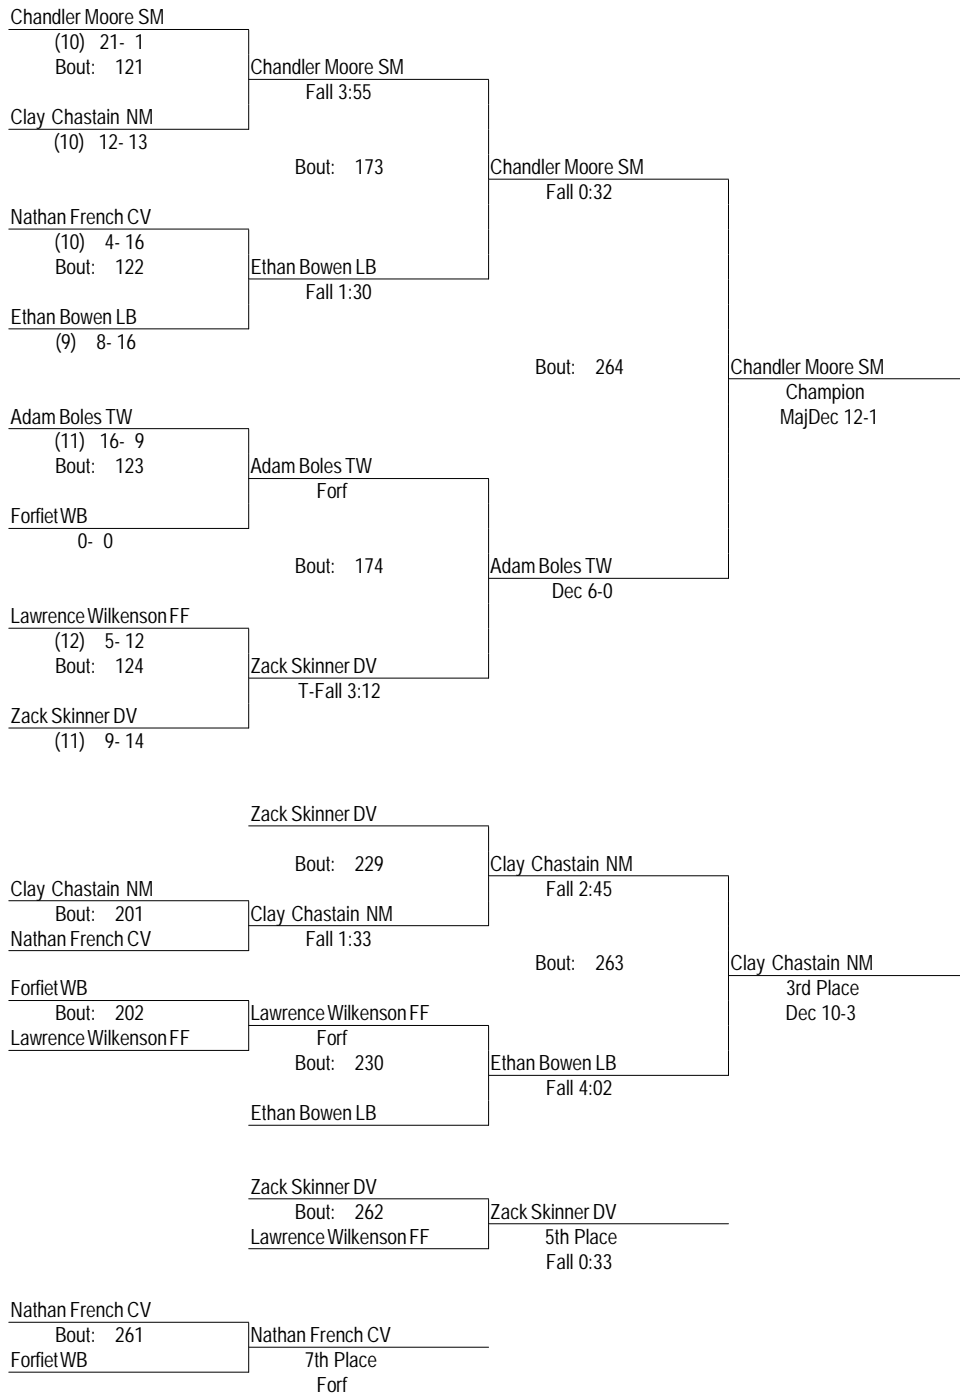 Chandler Moore SM
(10) 21- 1
Bout: 121
Chandler Moore SM
Fall 3:55
Clay Chastain NM
(10) 12- 13
Bout: 173
Chandler Moore SM
Fall 0:32
Nathan French CV
(10) 4- 16
Bout: 122
Ethan Bowen LB
Fall 1:30
Ethan Bowen LB
(9) 8- 16
Bout: 264
Chandler Moore SM
Champion
MajDec 12-1
Adam Boles TW
(11) 16- 9
Bout: 123
Adam Boles TW
Forf
Forfiet WB
0- 0
Bout: 174
Adam Boles TW
Dec 6-0
Lawrence Wilkenson FF
(12) 5- 12
Bout: 124
Zack Skinner DV
T-Fall 3:12
Zack Skinner DV
(11) 9- 14
Zack Skinner DV
Bout: 229
Clay Chastain NM
Fall 2:45
Clay Chastain NM
Bout: 201
Clay Chastain NM
Nathan French CV
Fall 1:33
Bout: 263
Clay Chastain NM
3rd Place
Dec 10-3
Forfiet WB
Bout: 202
Lawrence Wilkenson FF
Lawrence Wilkenson FF
Forf
Bout: 230
Ethan Bowen LB
Fall 4:02
Ethan Bowen LB
Zack Skinner DV
Bout: 262
Zack Skinner DV
Lawrence Wilkenson FF
5th Place
Fall 0:33
Nathan French CV
Bout: 261
Nathan French CV
Forfiet WB
7th Place
Forf